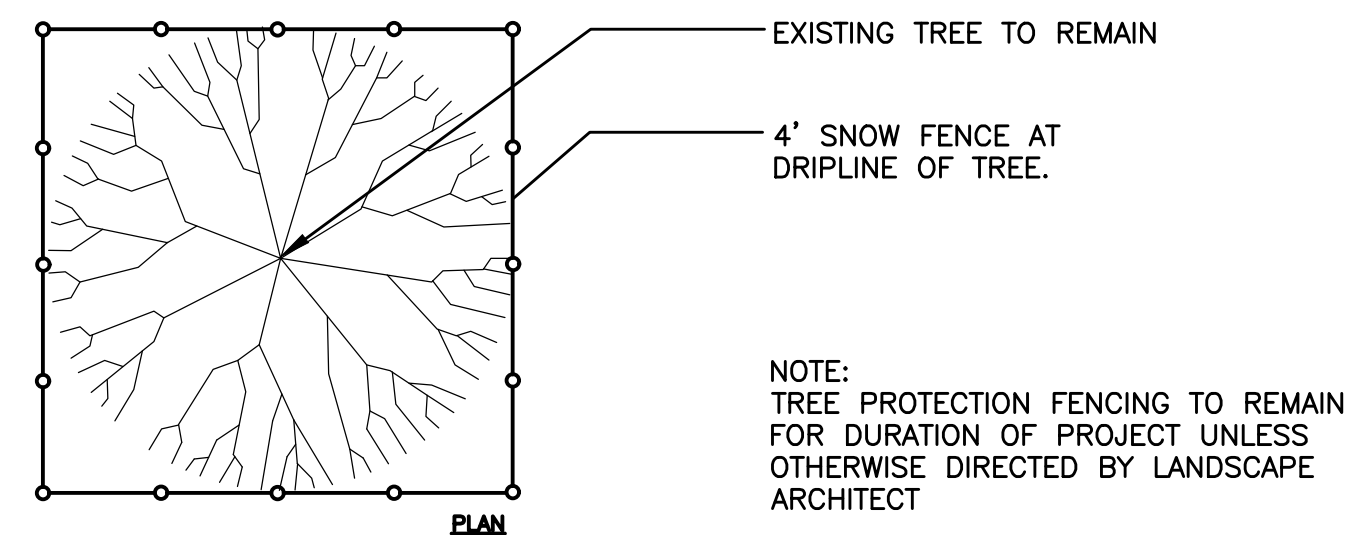 EXISTING TREE TO REMAIN
4' SNOW FENCE AT
DRIPLINE OF TREE.
NOTE:
TREE PROTECTION FENCING TO REMAIN
FOR DURATION OF PROJECT UNLESS
OTHERWISE DIRECTED BY LANDSCAPE
ARCHITECT
PLAN